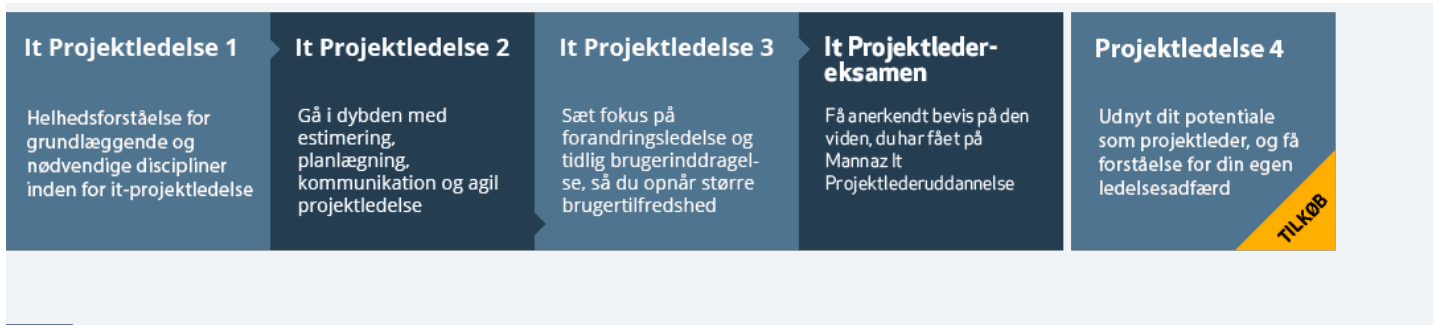 It Projektledelse 1
Helhedsforståelse for
grundlæggende og
nødvendige discipliner
inden for it-projektledelse
It Projektledelse 2
Gå i dybden med
estimering,
planlægning,
kommunikation og agil
projektledelse
It Projektledelse 3
Sæt fokus på
forandringsledelse og
tidlig brugerinddragel-
se, så du opnår større
brugertilfredshed
It Projektleder-
eksamen
Få anerkendt bevis på den
viden, du har fået på
Mannaz It
Projektlederuddannelse
Projektledelse 4
Udnyt dit potentiale
som projektleder, og få
forståelse for din egen
ledelsesadfærd
TILKØB